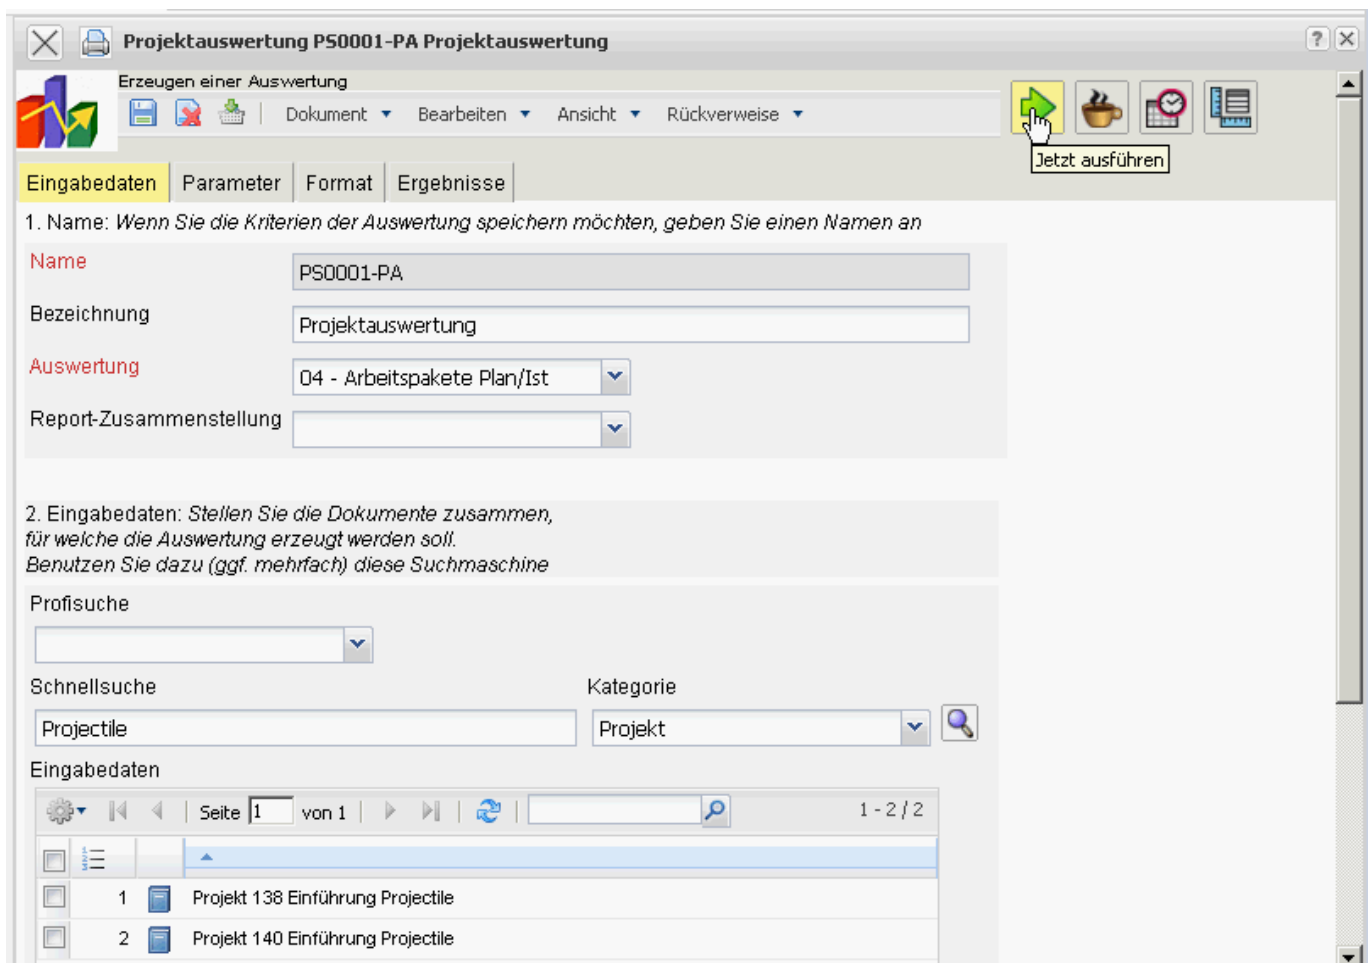 Projektauswertung PS0001-PA Projektauswertung
?
Erzeugen einer Auswertung
Dokument Bearbeiten Ansicht Rückverweise
Jetzt ausführen
Eingabedaten Parameter Format Ergebnisse
1. Name: Wenn Sie die Kriterien der Auswertung speichern möchten, geben Sie einen Namen an
Name PS0001-PA
Bezeichnung Projektauswertung
Auswertung 04 - Arbeitspakete Plan/Ist
Report-Zusammenstellung
2. Eingabedaten: Stellen Sie die Dokumente zusammen,
für welche die Auswertung erzeugt werden soll.
Benutzen Sie dazu (ggf. mehrfach) diese Suchmaschine
Profisuche
Schnellsuche Kategorie
Projectile Projekt
Eingabedaten
Seite 1 von 1 1 - 2 / 2
1 Projekt 138 Einführung Projectile
2 Projekt 140 Einführung Projectile